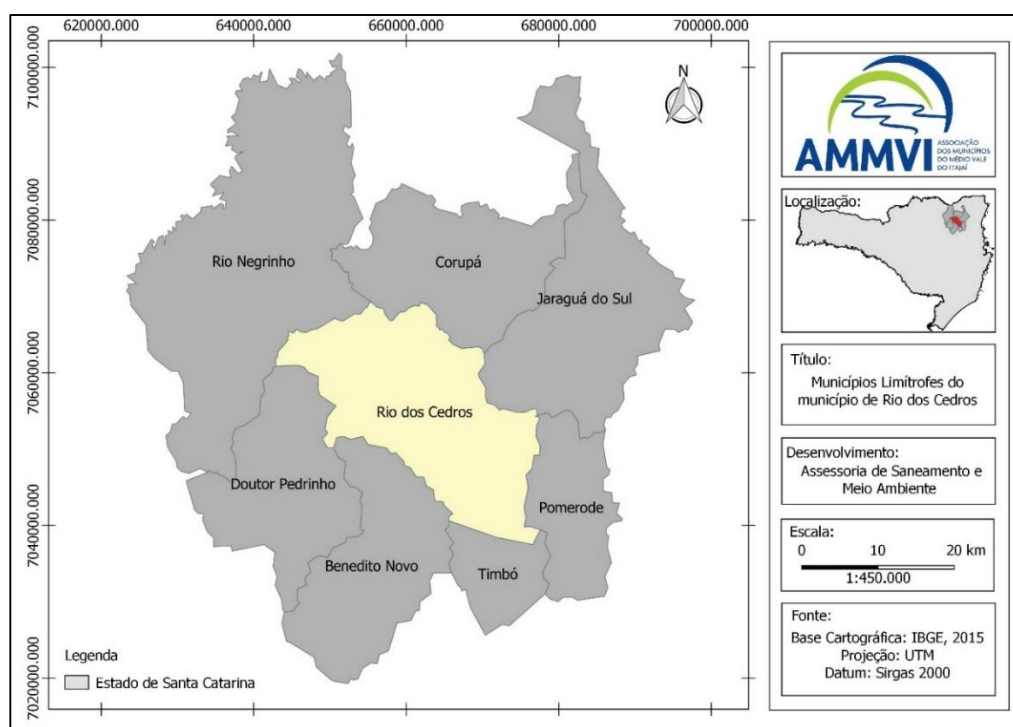 620000.000
640000.000
660000.000
680000.000
700000.000
7100000.000
7080000.000
7060000.000
7040000.000
7020000.000
N
Rio Negrinho
Corupá
Jaraguá do Sul
Rio dos Cedros
Doutor Pedrinho
Pomerode
Benedito Novo
Timbó
Legenda
Estado de Santa Catarina
AMMVI
ASSOCIAÇÃO
DOS MUNICÍPIOS
DO MÉDIO VALE
DO ITAJAÍ
Localização:
Título:
Municípios Limítrofes do
município de Rio dos Cedros
Desenvolvimento:
Assessoria de Saneamento e
Meio Ambiente
Escala:
0 10 20 km
1:450.000
Fonte:
Base Cartográfica: IBGE, 2015
Projeção: UTM
Datum: Sirgas 2000